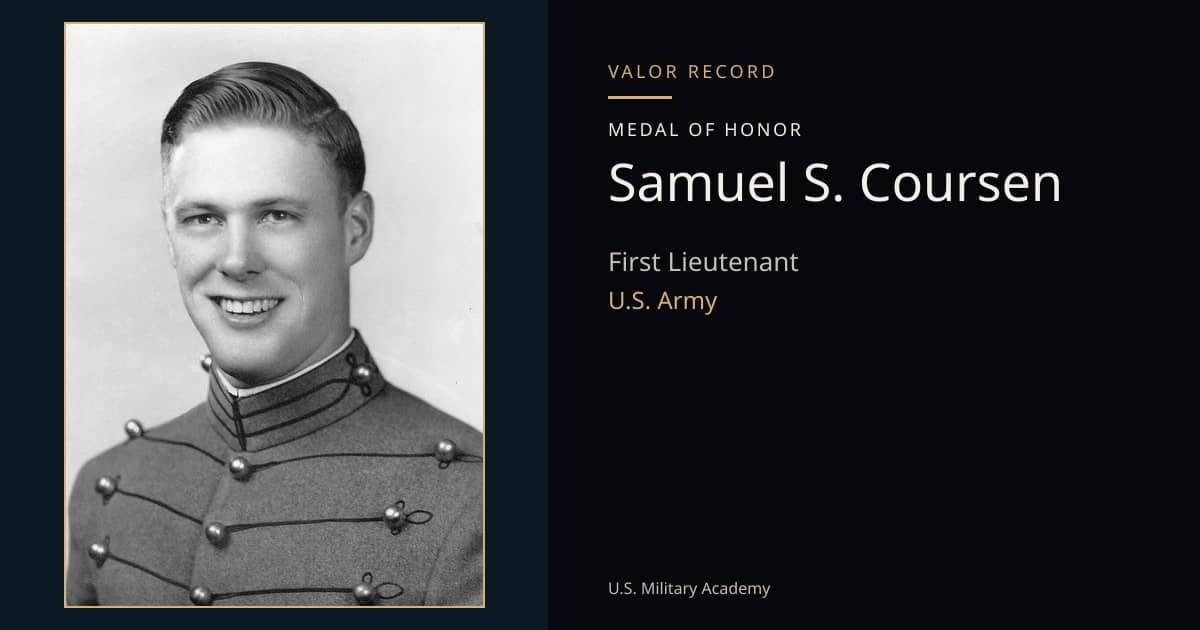 VALOR RECORD
MEDAL OF HONOR
Samuel S. Coursen
First Lieutenant
U.S. Army
U.S. Military Academy